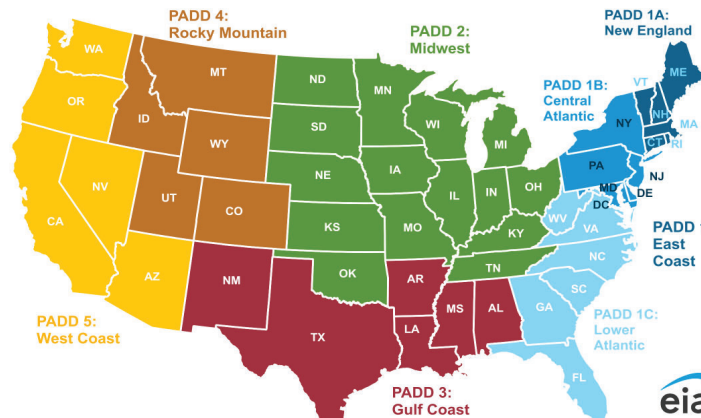 PADD 4:
Rocky Mountain
PADD 2:
Midwest
PADD 1A:
New England
PADD 1B:
Central
Atlantic
WA
MT
ND
MN
VT
ME
OR
ID
SD
WI
MI
NY
NH
MA
WY
CT
RI
NV
NE
IA
PA
NJ
UT
CO
IL
IN
OH
MD
DE
DC
CA
KS
MO
KY
WV
VA
PADD 1
East
Coast
AZ
NM
OK
AR
TN
NC
SC
PADD 5:
West Coast
TX
LA
MS
AL
GA
PADD 1C:
Lower
Atlantic
FL
PADD 3:
Gulf Coast
eia